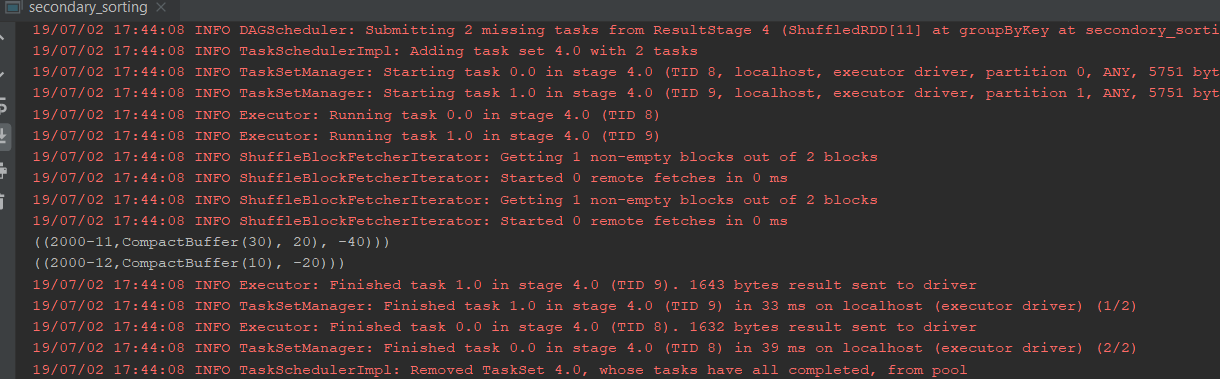 secondary_sorting
19/07/02 17:44:08 INFO DAGScheduler: Submitting 2 missing tasks from ResultStage 4 (ShuffledRDD[11] at groupByKey at secondory_sorti
19/07/02 17:44:08 INFO TaskSchedulerImpl: Adding task set 4.0 with 2 tasks
19/07/02 17:44:08 INFO TaskSetManager: Starting task 0.0 in stage 4.0 (TID 8, localhost, executor driver, partition 0, ANY, 5751 byt
19/07/02 17:44:08 INFO TaskSetManager: Starting task 1.0 in stage 4.0 (TID 9, localhost, executor driver, partition 1, ANY, 5751 byt
19/07/02 17:44:08 INFO Executor: Running task 0.0 in stage 4.0 (TID 8)
19/07/02 17:44:08 INFO Executor: Running task 1.0 in stage 4.0 (TID 9)
19/07/02 17:44:08 INFO ShuffleBlockFetcherIterator: Getting 1 non-empty blocks out of 2 blocks
19/07/02 17:44:08 INFO ShuffleBlockFetcherIterator: Started 0 remote fetches in 0 ms
19/07/02 17:44:08 INFO ShuffleBlockFetcherIterator: Getting 1 non-empty blocks out of 2 blocks
19/07/02 17:44:08 INFO ShuffleBlockFetcherIterator: Started 0 remote fetches in 0 ms
((2000-11,CompactBuffer(30), 20), -40)))
((2000-12,CompactBuffer(10), -20)))
19/07/02 17:44:08 INFO Executor: Finished task 1.0 in stage 4.0 (TID 9). 1643 bytes result sent to driver
19/07/02 17:44:08 INFO TaskSetManager: Finished task 1.0 in stage 4.0 (TID 9) in 33 ms on localhost (executor driver) (1/2)
19/07/02 17:44:08 INFO Executor: Finished task 0.0 in stage 4.0 (TID 8). 1632 bytes result sent to driver
19/07/02 17:44:08 INFO TaskSetManager: Finished task 0.0 in stage 4.0 (TID 8) in 39 ms on localhost (executor driver) (2/2)
19/07/02 17:44:08 INFO TaskSchedulerImpl: Removed TaskSet 4.0, whose tasks have all completed, from pool